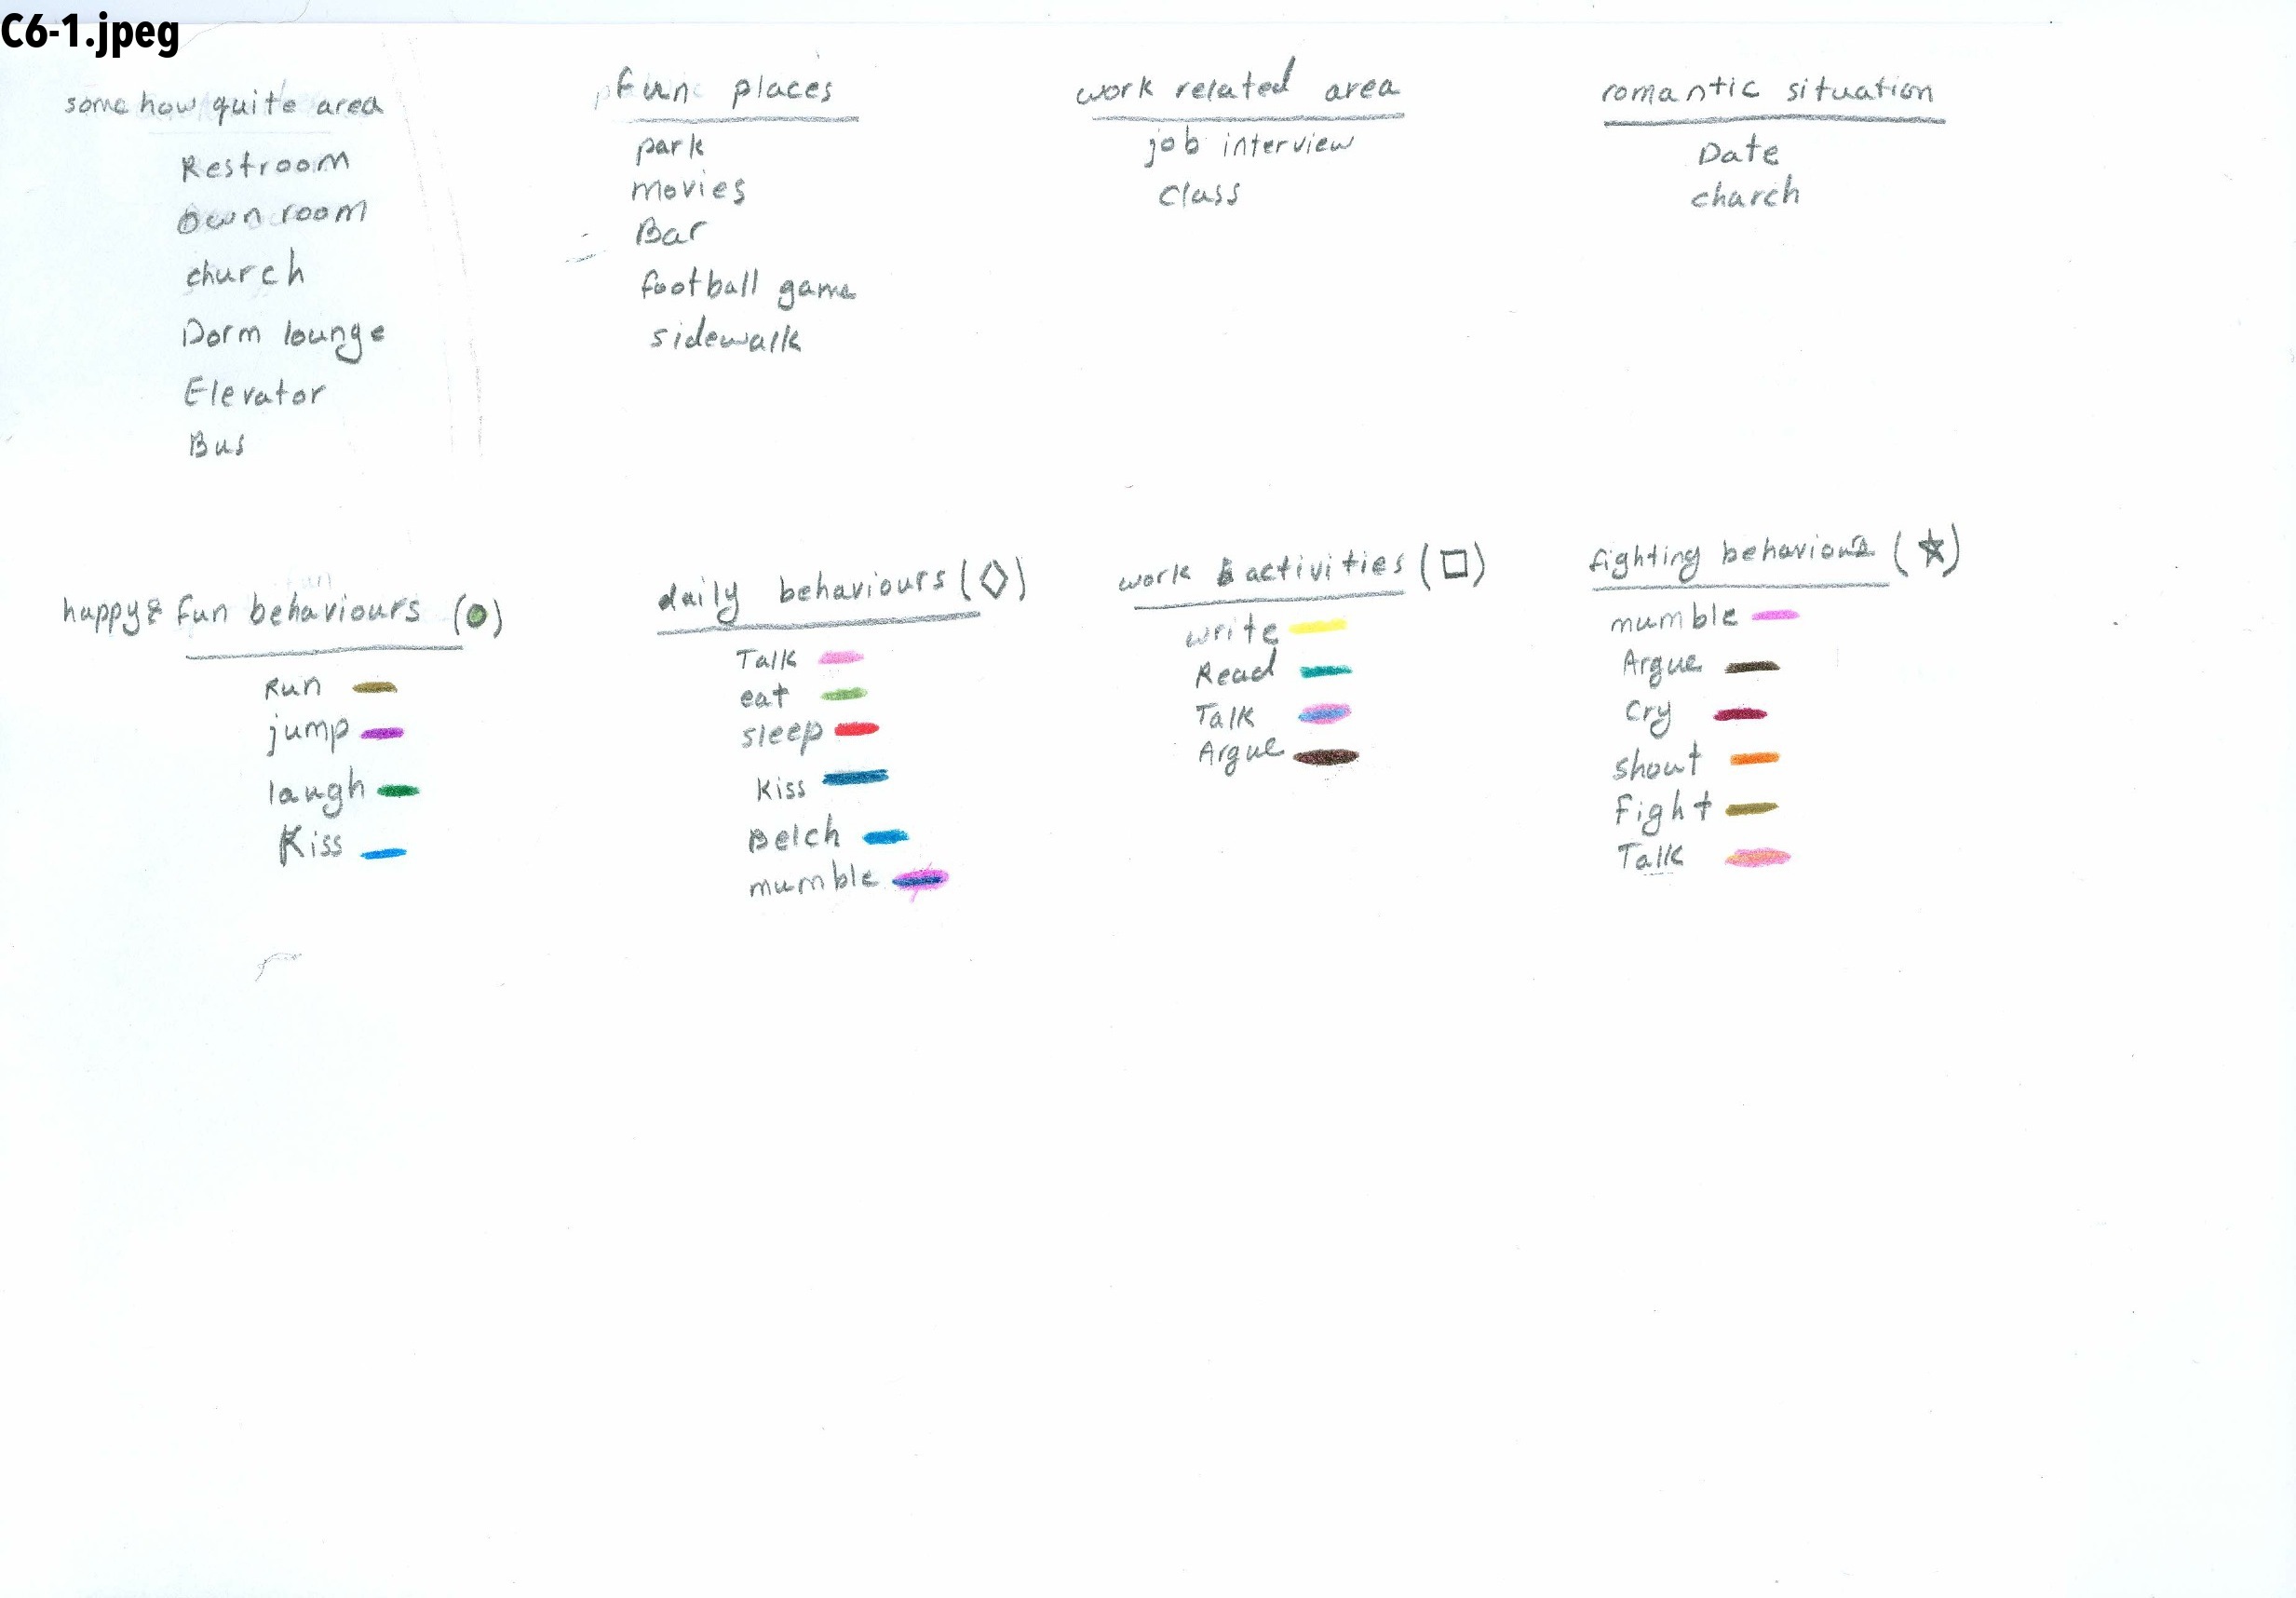 C6-1.jpeg
some how quite area
Restroom
Own room
church
Dorm lounge
Elevator
Bus
fun places
park
movies
Bar
football game
sidewalk
work related area
job interview
Class
romantic situation
Date
charch
happy & fun behaviours (●)
Run
jump
laugh
Kiss
daily behaviours (◇)
Talk
eat
sleep
Kiss
Belch
mumble
work & activities (□)
write
Read
Talk
Argue
fighting behaviours (☆)
mumble
Argue
Cry
shout
Fight
Talk